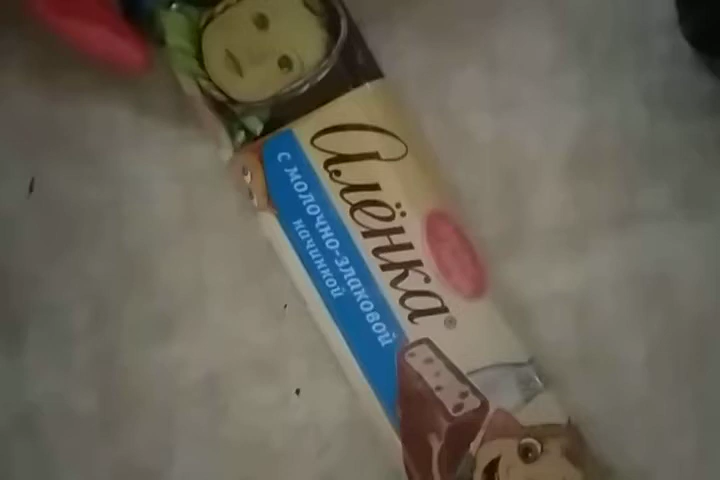 Алёнка®
с молочно-злаковой
начинкой